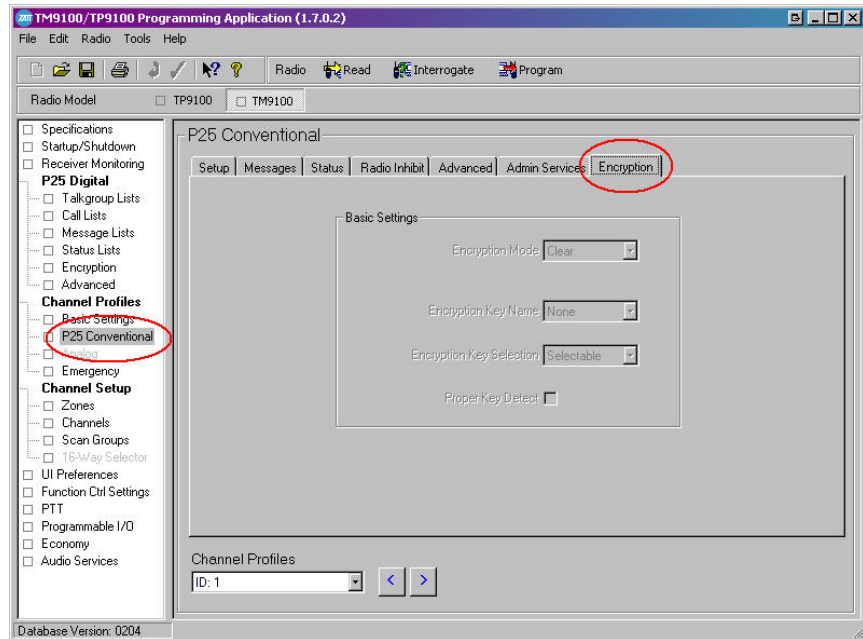 TAIT TM9100/TP9100 Programming Application (1.7.0.2)
File Edit Radio Tools Help
Radio Read Interrogate Program
Radio Model TP9100 TM9100
Specifications
Startup/Shutdown
Receiver Monitoring
P25 Digital
Talkgroup Lists
Call Lists
Message Lists
Status Lists
Encryption
Advanced
Channel Profiles
Basic Settings
P25 Conventional
Analog
Emergency
Channel Setup
Zones
Channels
Scan Groups
16-Way Selector
UI Preferences
Function Ctrl Settings
PTT
Programmable I/O
Economy
Audio Services
P25 Conventional
Setup Messages Status Radio Inhibit Advanced Admin Services Encryption
Basic Settings
Encryption Mode Clear
Encryption Key Name None
Encryption Key Selection Selectable
Proper Key Detect
Channel Profiles
ID: 1 < >
Database Version: 0204